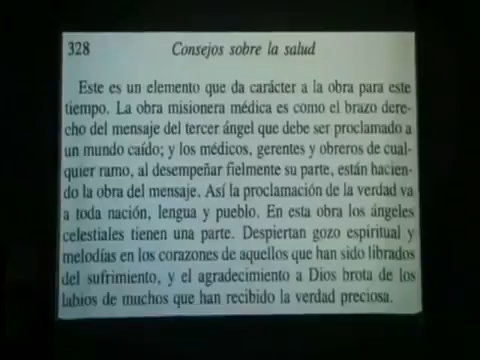 328 Consejos sobre la salud
Este es un elemento que da carácter a la obra para este
tiempo. La obra misionera médica es como el brazo dere-
cho del mensaje del tercer ángel que debe ser proclamado a
un mundo caído; y los médicos, gerentes y obreros de cual-
quier ramo, al desempeñar fielmente su parte, están hacien-
do la obra del mensaje. Así la proclamación de la verdad va
a toda nación, lengua y pueblo. En esta obra los ángeles
celestiales tienen una parte. Despiertan gozo espiritual y
melodías en los corazones de aquellos que han sido librados
del sufrimiento, y el agradecimiento a Dios brota de los
labios de muchos que han recibido la verdad preciosa.